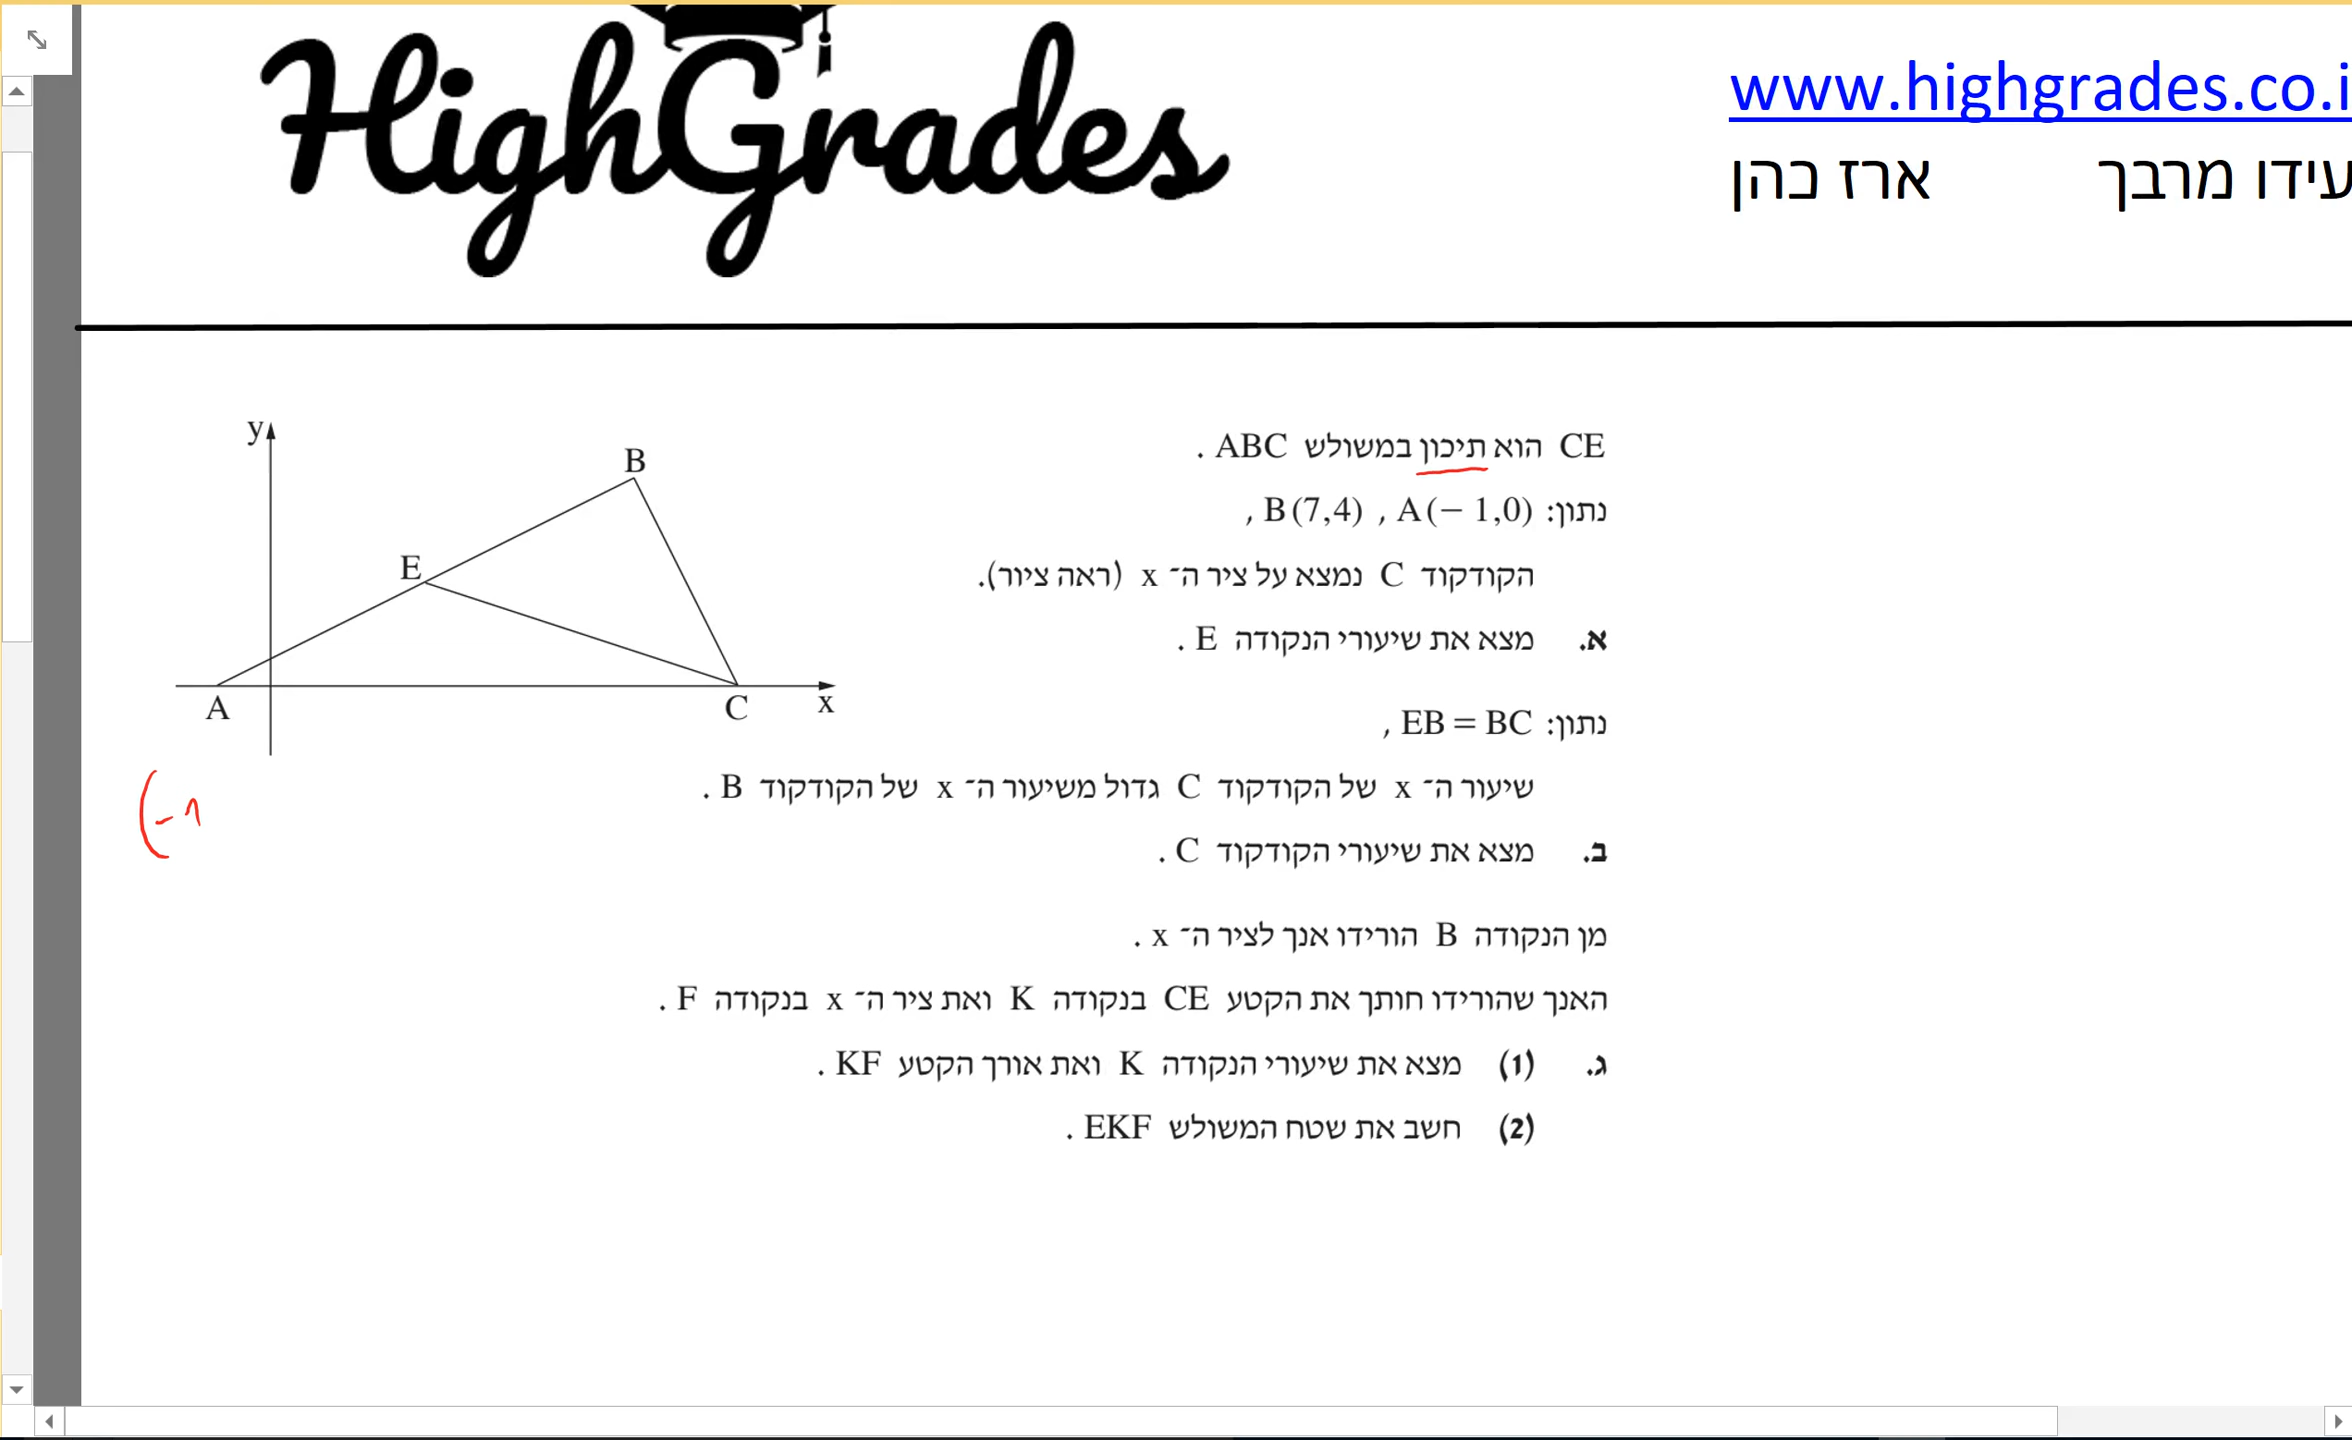 HighGrades
www.highgrades.co.i
עידו מרבך ארז כהן
CE הוא תיכון במשולש ABC .
נתון: A(− 1,0) , B(7,4) ,
הקודקוד C נמצא על ציר ה־ x (ראה ציור).
א. מצא את שיעורי הנקודה E .
נתון: EB = BC ,
שיעור ה־ x של הקודקוד C גדול משיעור ה־ x של הקודקוד B .
ב. מצא את שיעורי הקודקוד C .
מן הנקודה B הורידו אנך לציר ה־ x .
האנך שהורידו חותך את הקטע CE בנקודה K ואת ציר ה־ x בנקודה F .
ג. (1) מצא את שיעורי הנקודה K ואת אורך הקטע KF .
(2) חשב את שטח המשולש EKF .
y
B
E
A
C
x
(-1